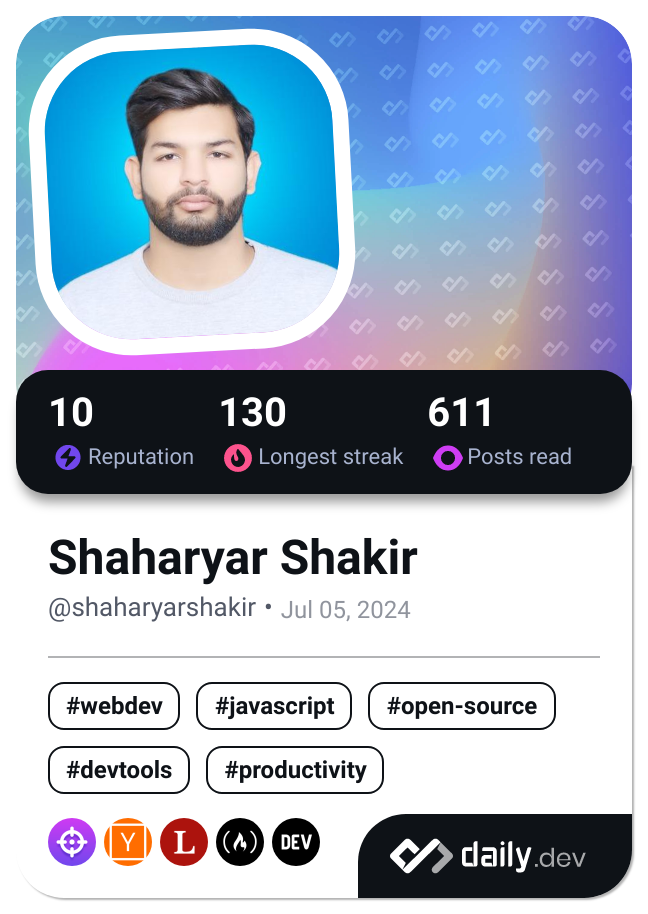 10 130 611
Reputation Longest streak Posts read
Shaharyar Shakir
@shaharyarshakir • Jul 05, 2024
#webdev #javascript #open-source
#devtools #productivity
Y L DEV
daily.dev